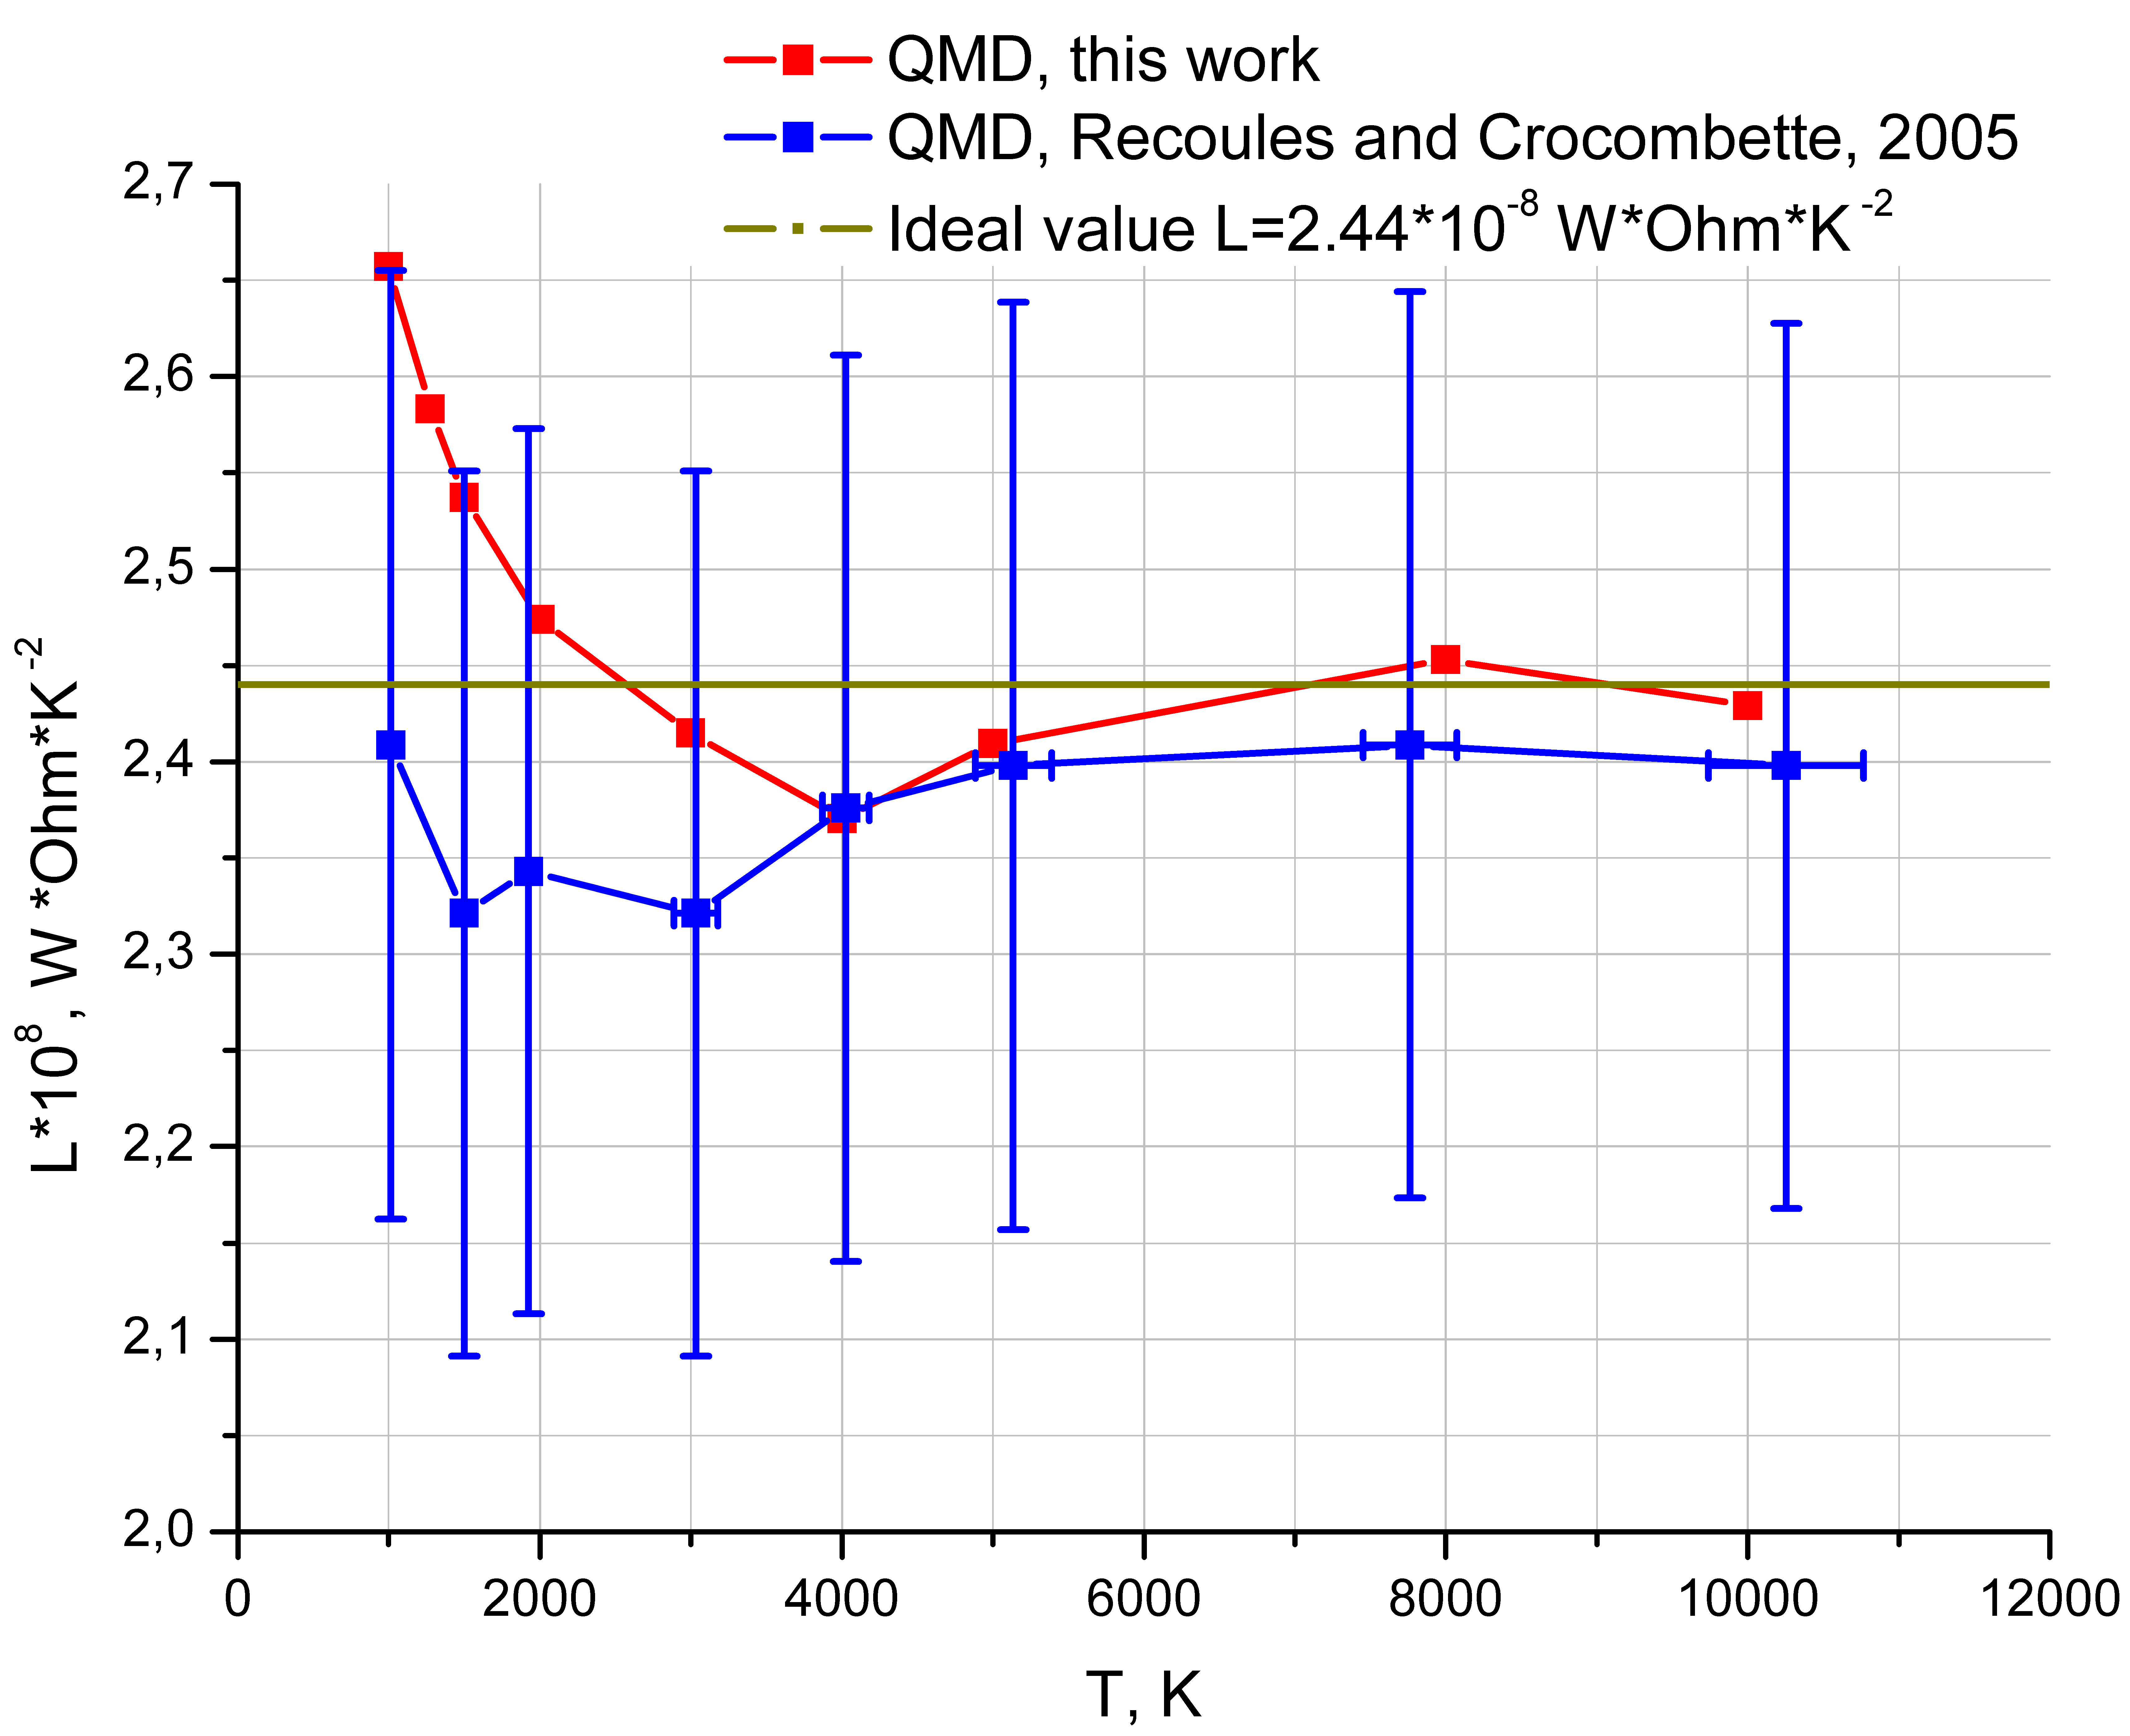 QMD, this work
QMD, Recoules and Crocombette, 2005
Ideal value L=2.44*10⁻⁸ W*Ohm*K⁻²
2,7
2,6
2,5
2,4
2,3
2,2
2,1
2,0
L*10⁸, W*Ohm*K⁻²
0 2000 4000 6000 8000 10000 12000
T, K